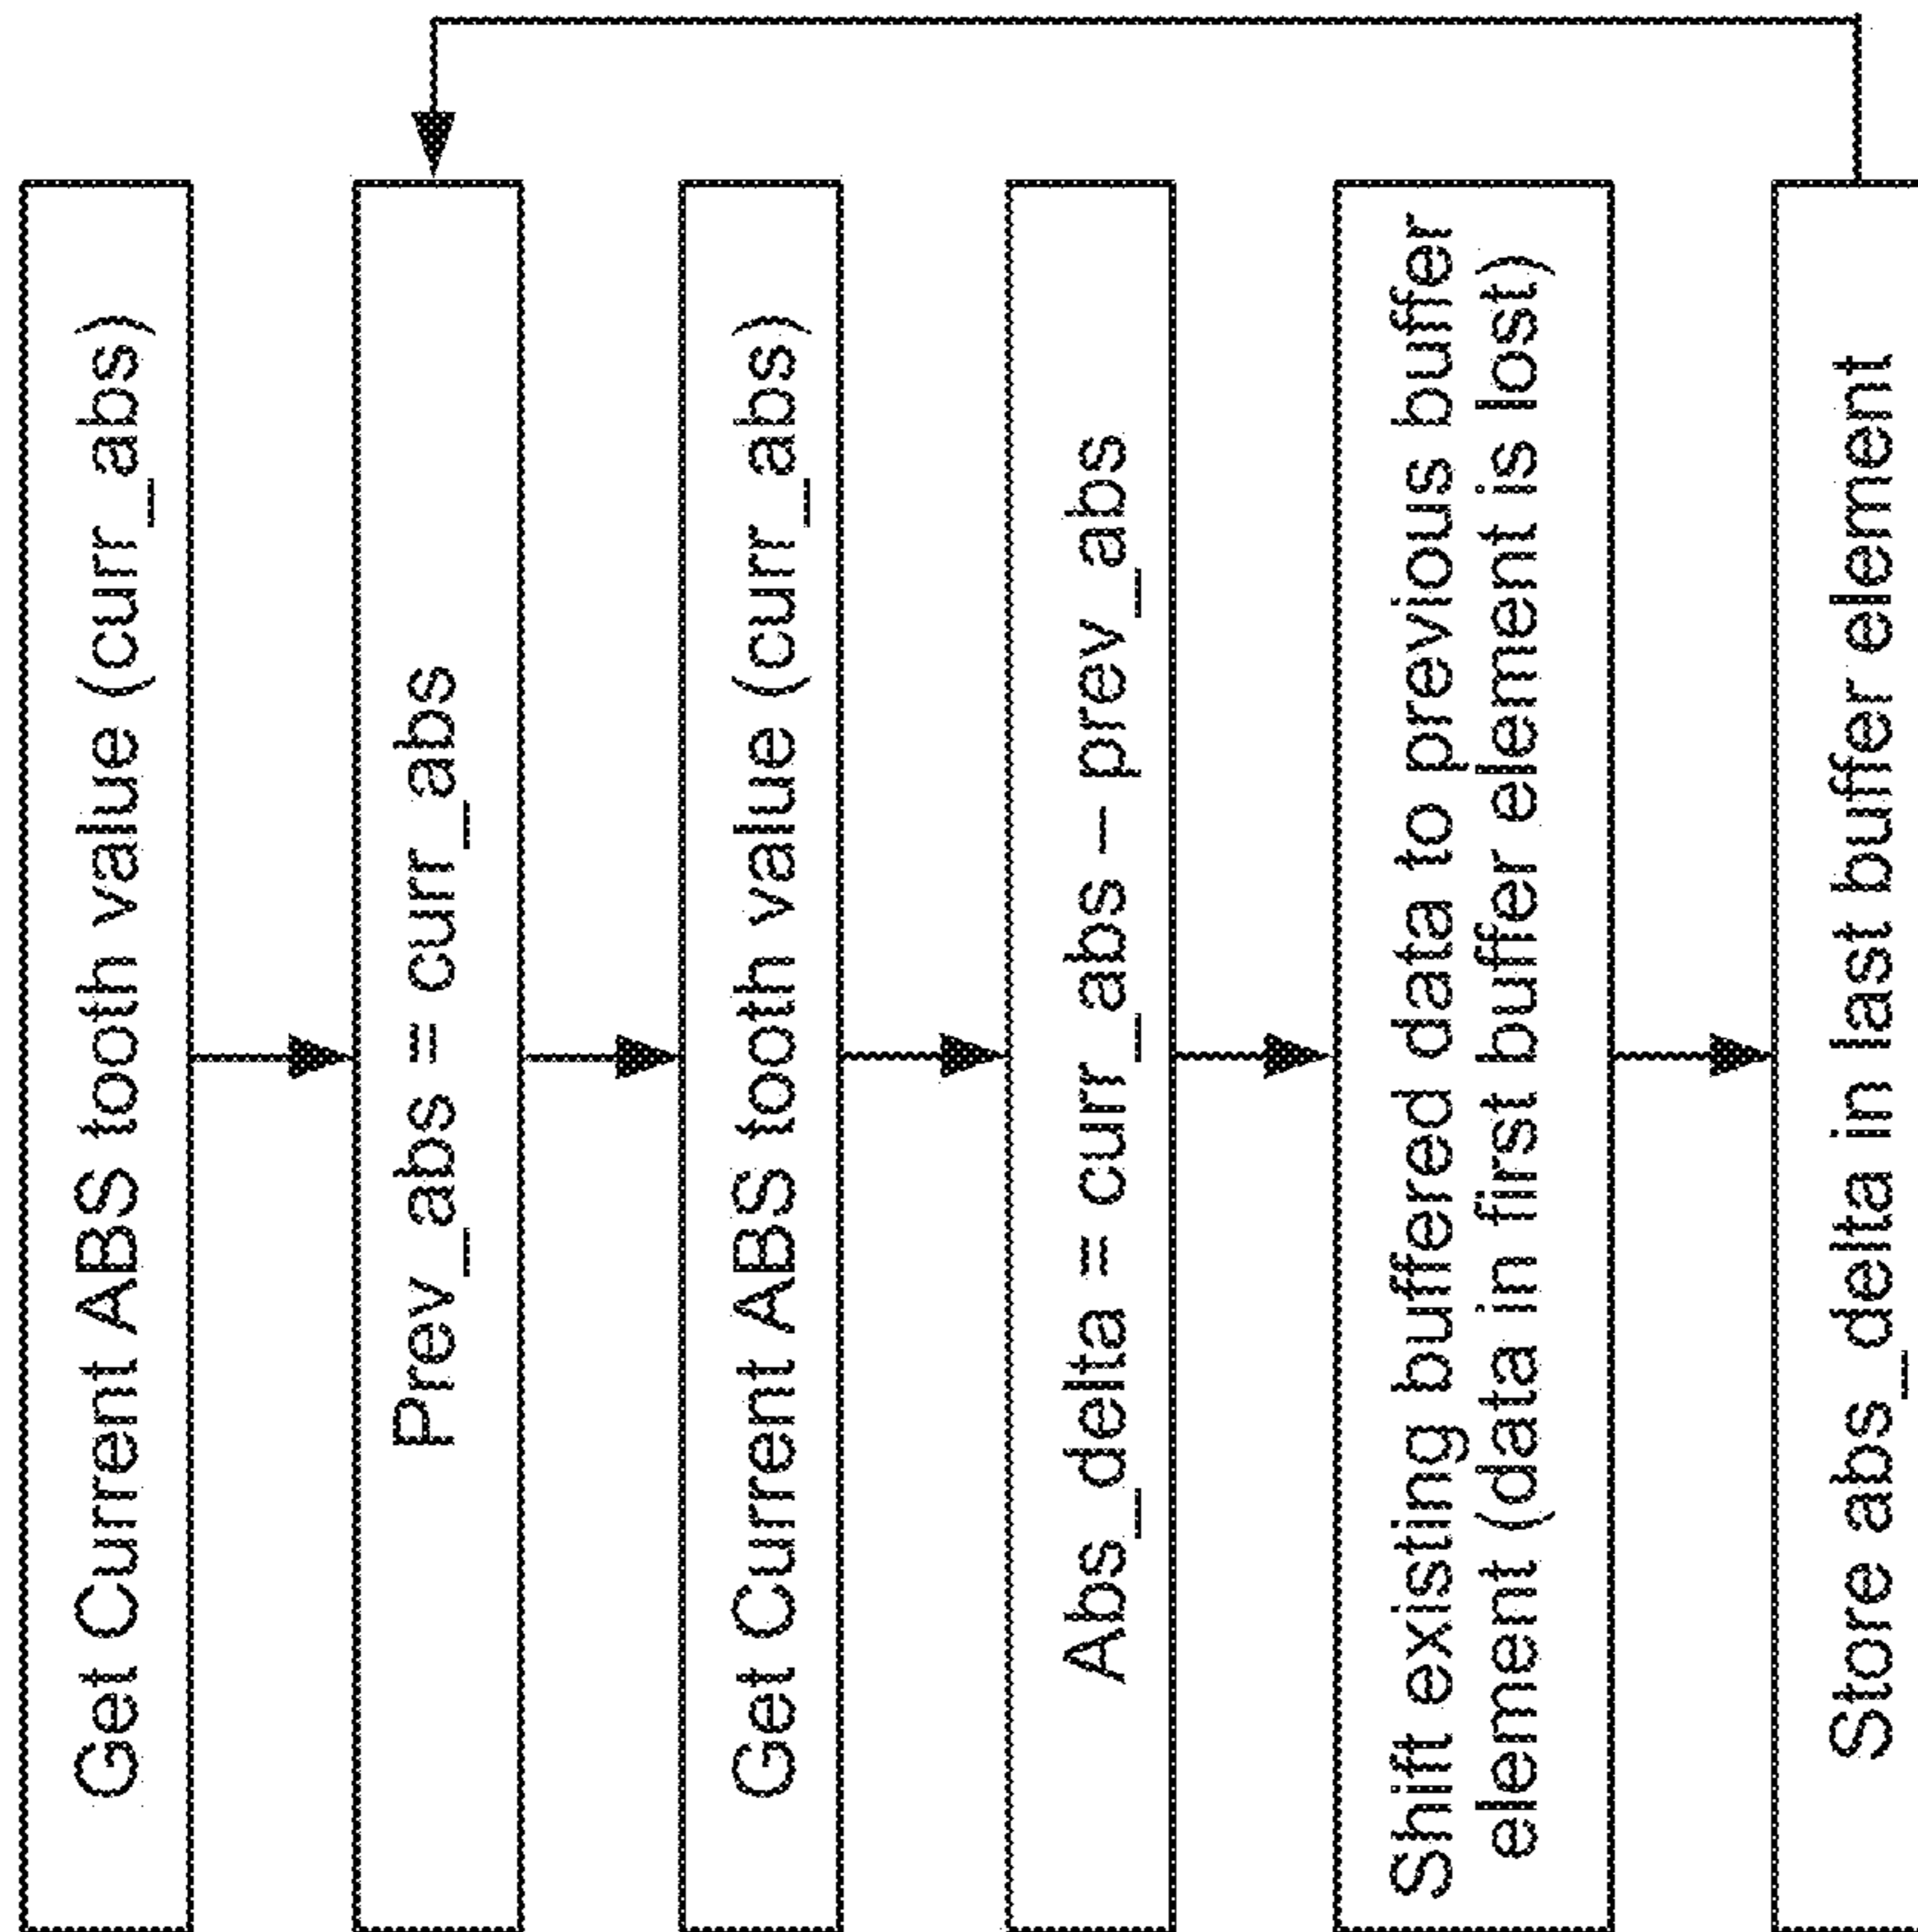 Get Current ABS tooth value (curr_abs)
Prev_abs = curr_abs
Get Current ABS tooth value (curr_abs)
Abs_delta = curr_abs – prev_abs
Shift existing buffered data to previous buffer
element (data in first buffer element is lost)
Store abs_delta in last buffer element